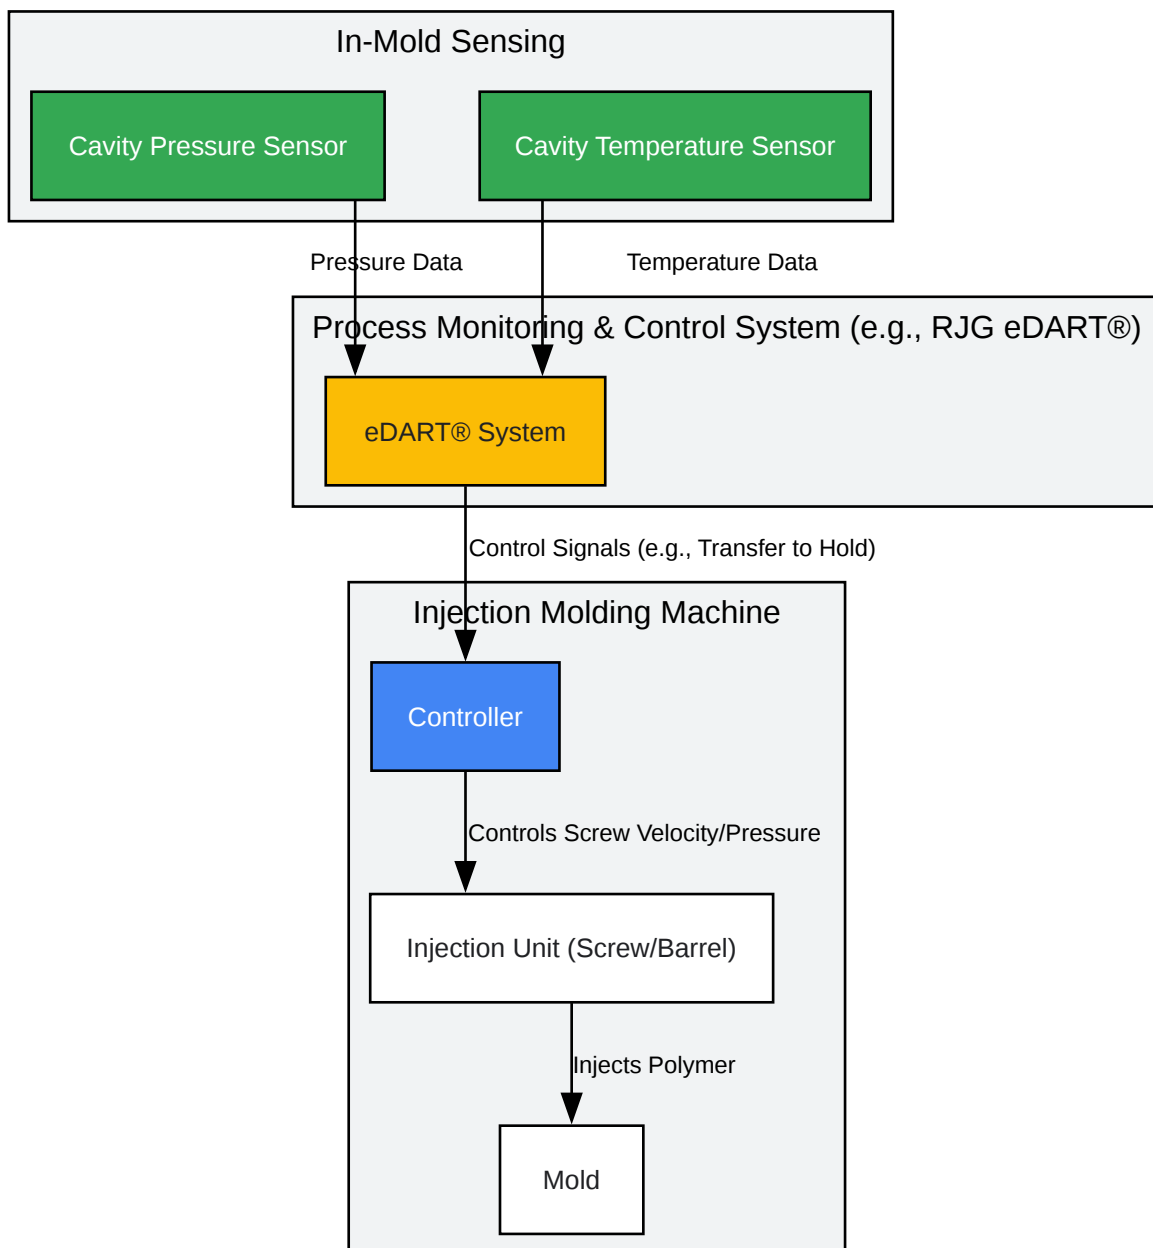 In-Mold Sensing
Cavity Pressure Sensor
Cavity Temperature Sensor
Pressure Data
Temperature Data
Process Monitoring & Control System (e.g., RJG eDART®)
eDART® System
Control Signals (e.g., Transfer to Hold)
Injection Molding Machine
Controller
Controls Screw Velocity/Pressure
Injection Unit (Screw/Barrel)
Injects Polymer
Mold